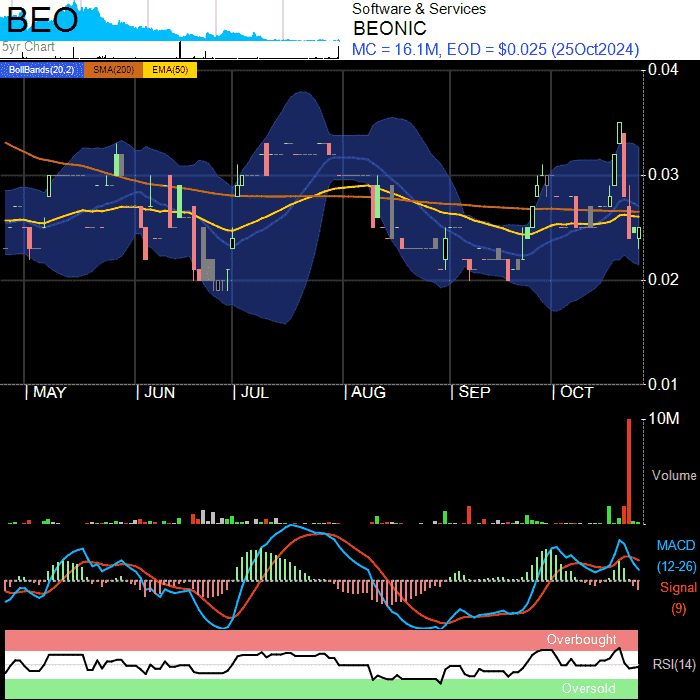 BEO
Software & Services
BEONIC
5yr Chart
MC = 16.1M, EOD = $0.025 (25Oct2024)
BollBands(20,2) SMA(200) EMA(50)
0.04
0.03
0.02
0.01
MAY JUN JUL AUG SEP OCT
10M
Volume
MACD
(12-26)
Signal
(9)
Overbought
RSI(14)
Oversold